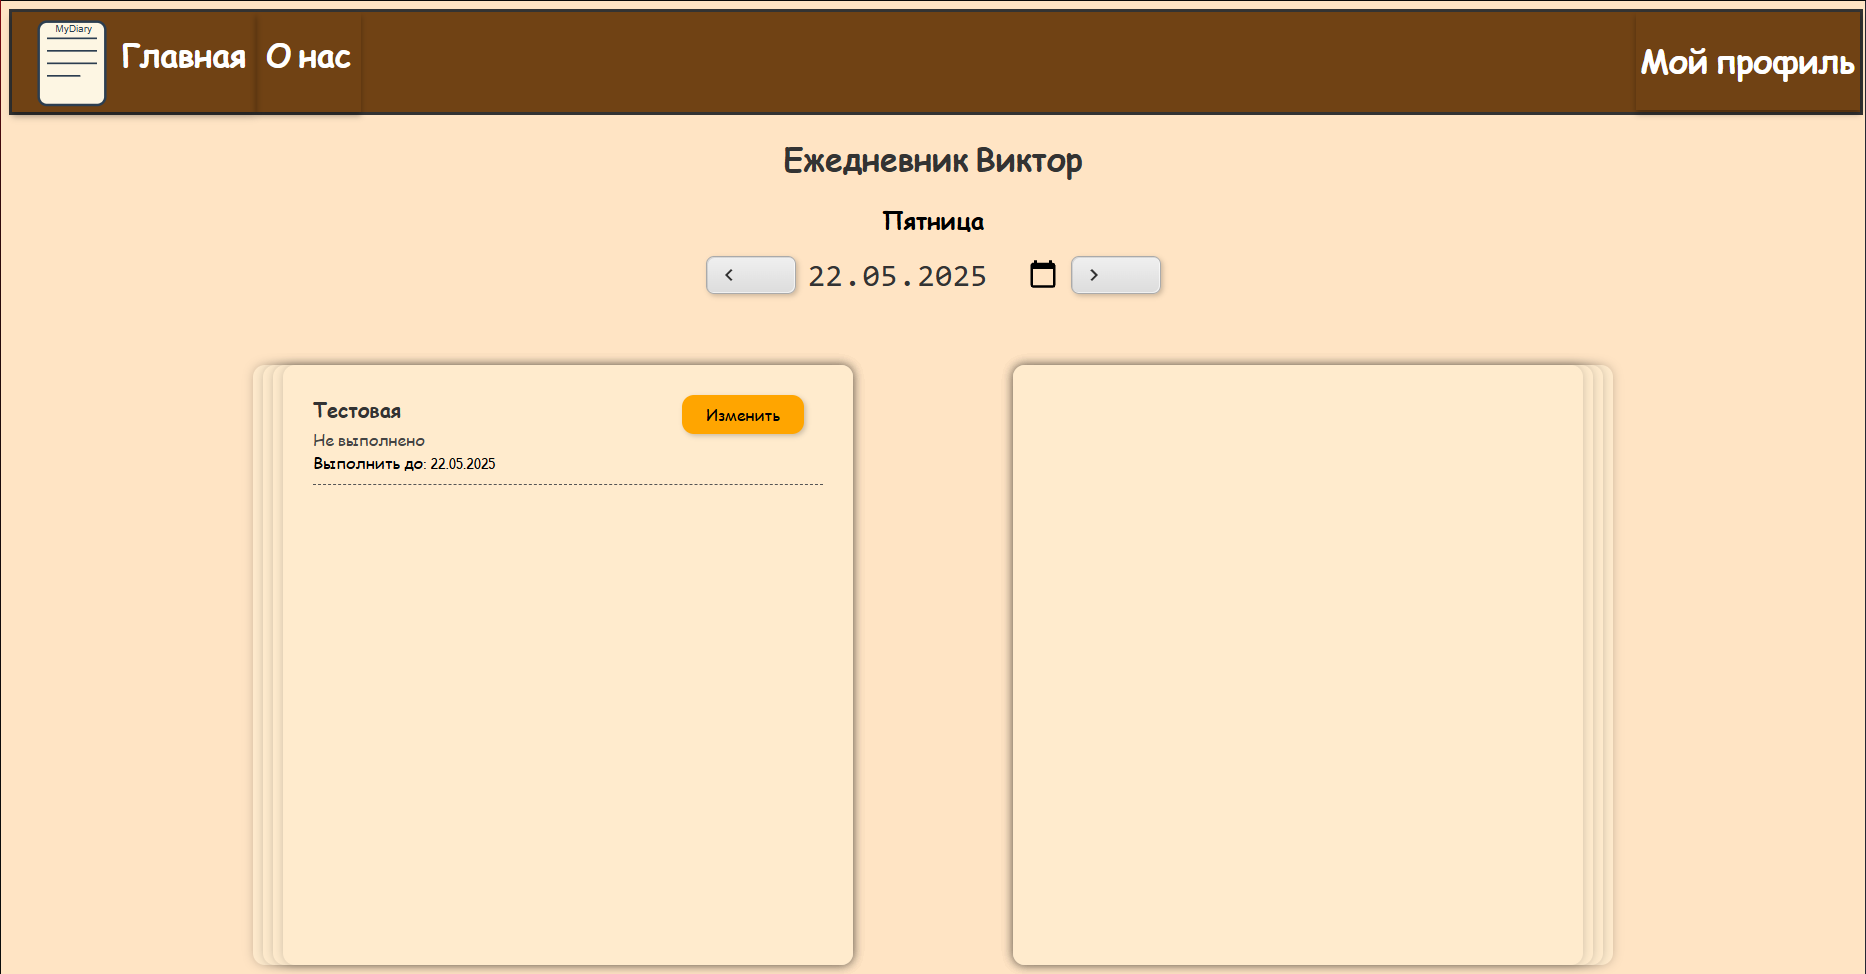 MyDiary
Главная
О нас
Мой профиль
Ежедневник Виктор
Пятница
<
22.05.2025
>
Тестовая
Изменить
Не выполнено
Выполнить до: 22.05.2025